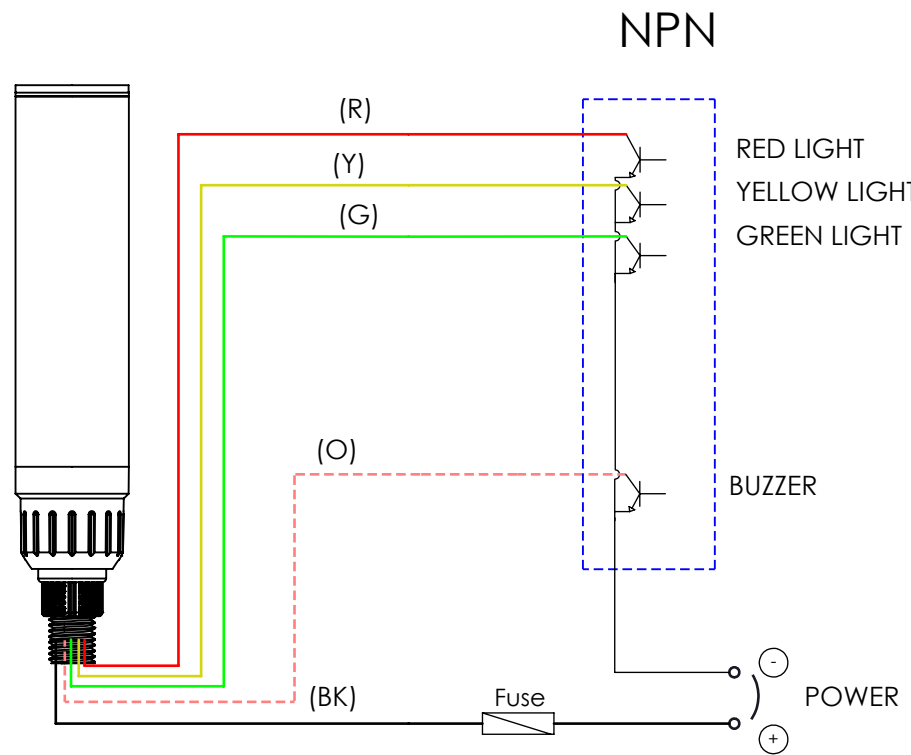 NPN
(R)
RED LIGHT
(Y)
YELLOW LIGHT
(G)
GREEN LIGHT
(O)
BUZZER
(BK)
Fuse
-
POWER
+